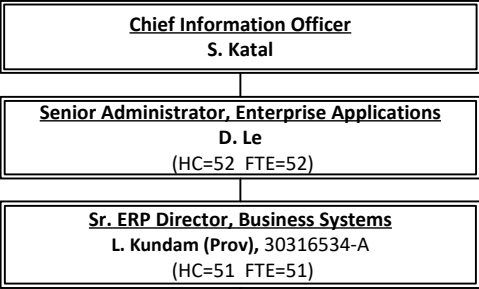 Chief Information Officer
S. Katal
Senior Administrator, Enterprise Applications
D. Le
(HC=52 FTE=52)
Sr. ERP Director, Business Systems
L. Kundam (Prov), 30316534-A
(HC=51 FTE=51)